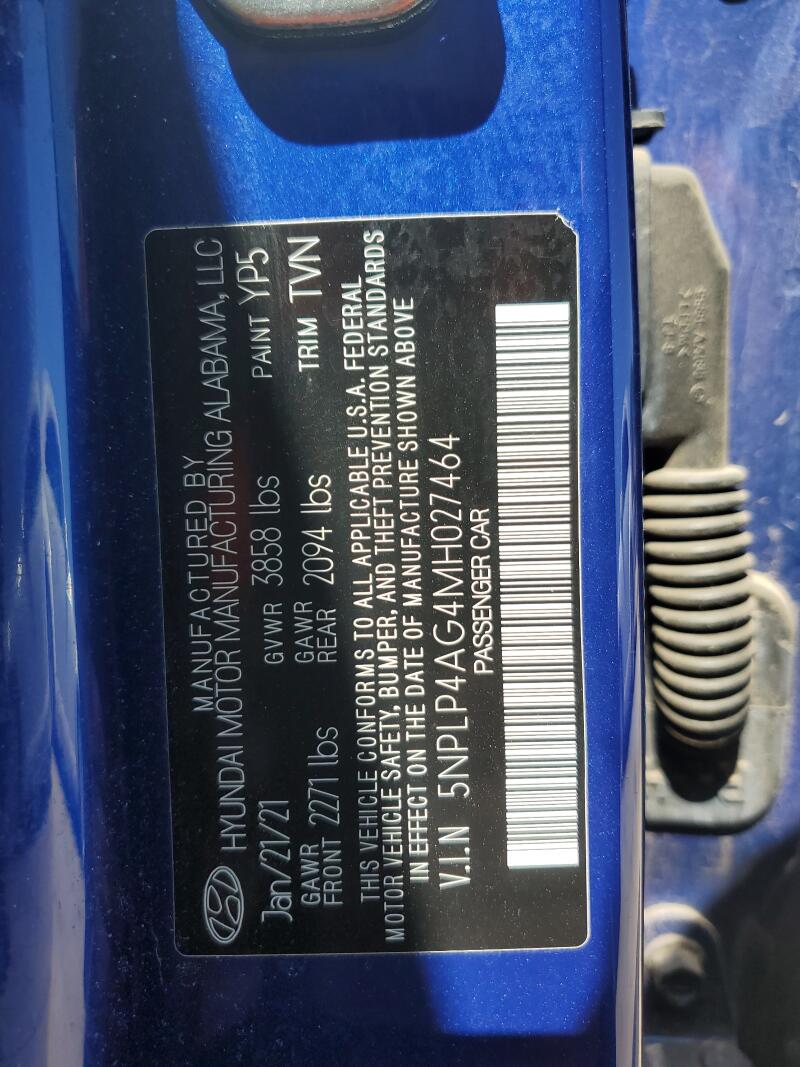 MANUFACTURED BY
HYUNDAI MOTOR MANUFACTURING ALABAMA, LLC
Jan/21/21 GVWR 3858 lbs PAINT YP5
GAWR FRONT 2271 lbs GAWR REAR 2094 lbs TRIM TVN
THIS VEHICLE CONFORMS TO ALL APPLICABLE U.S.A. FEDERAL
MOTOR VEHICLE SAFETY, BUMPER, AND THEFT PREVENTION STANDARDS
IN EFFECT ON THE DATE OF MANUFACTURE SHOWN ABOVE
V.I.N 5NPLP4AG4MH027464
PASSENGER CAR